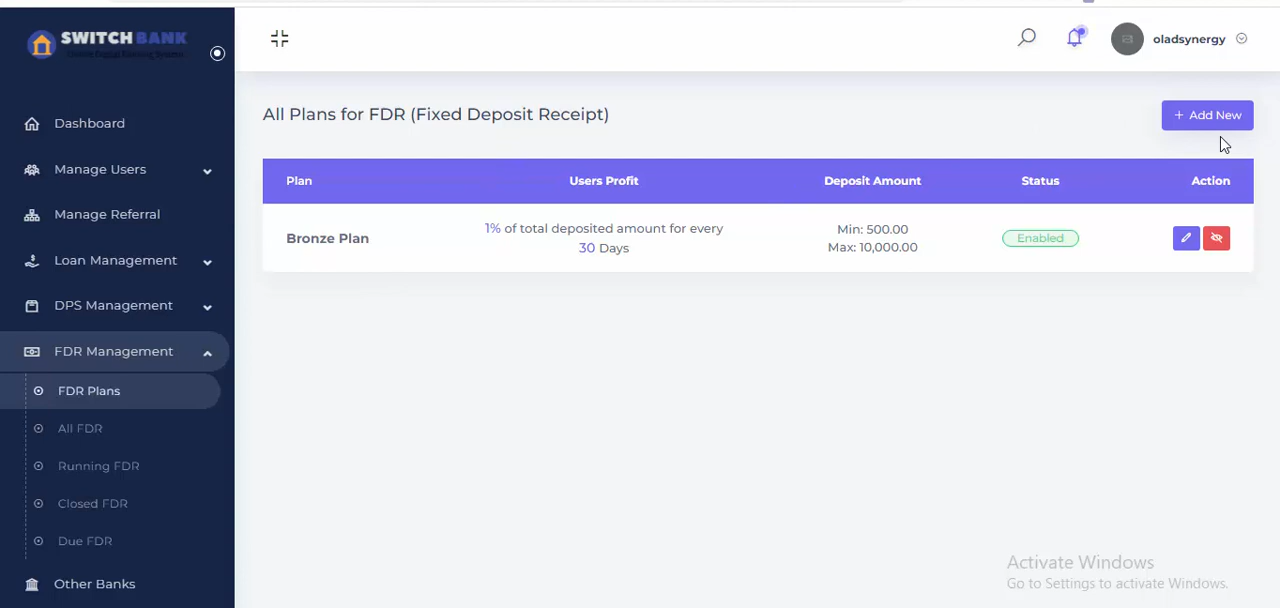 SWITCH BANK
oladsynergy
Dashboard
Manage Users
Manage Referral
Loan Management
DPS Management
FDR Management
FDR Plans
All FDR
Running FDR
Closed FDR
Due FDR
Other Banks
All Plans for FDR (Fixed Deposit Receipt)
+ Add New
Plan Users Profit Deposit Amount Status Action
Bronze Plan
1% of total deposited amount for every
30 Days
Min: 500.00
Max: 10,000.00
Enabled
Activate Windows
Go to Settings to activate Windows.